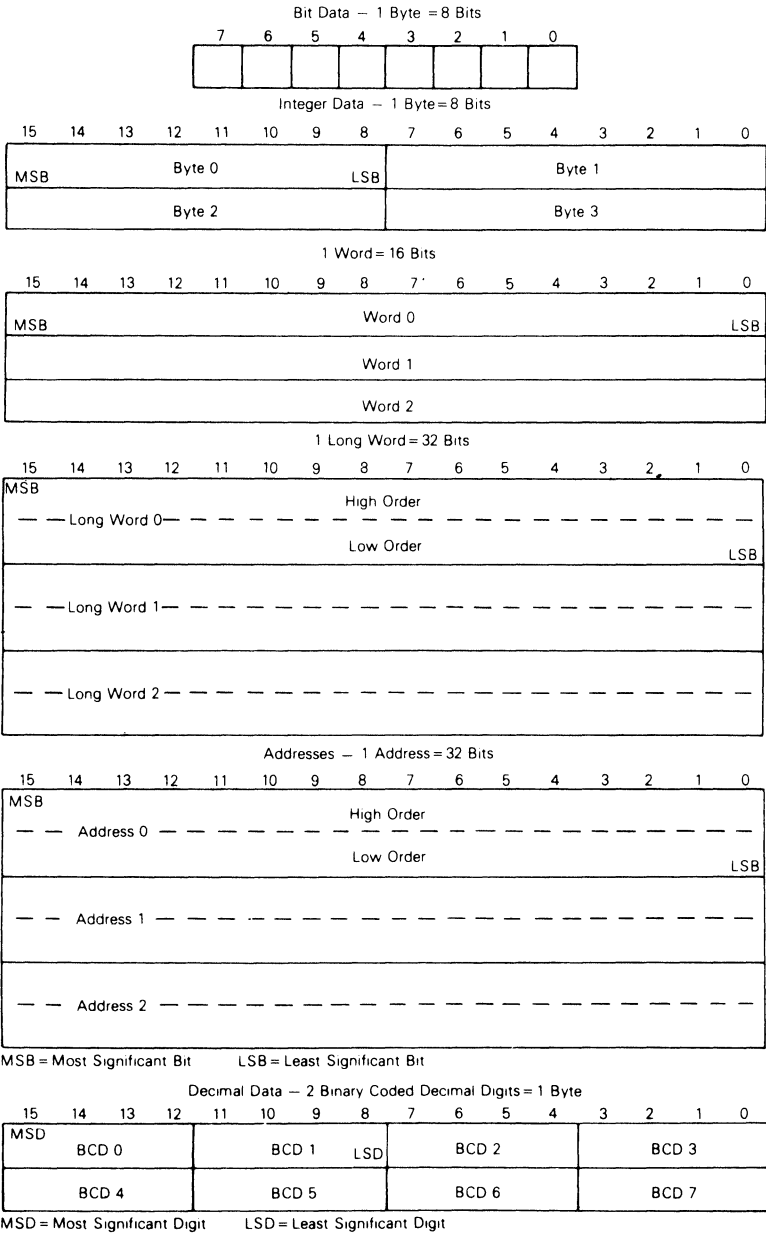 Bit Data — 1 Byte = 8 Bits
7 6 5 4 3 2 1 0
Integer Data — 1 Byte = 8 Bits
15 14 13 12 11 10 9 8 7 6 5 4 3 2 1 0
MSB Byte 0 LSB Byte 1
Byte 2 Byte 3
1 Word = 16 Bits
15 14 13 12 11 10 9 8 7 6 5 4 3 2 1 0
MSB Word 0 LSB
Word 1
Word 2
1 Long Word = 32 Bits
15 14 13 12 11 10 9 8 7 6 5 4 3 2 1 0
MSB
High Order
Long Word 0
Low Order
LSB
Long Word 1
Long Word 2
Addresses — 1 Address = 32 Bits
15 14 13 12 11 10 9 8 7 6 5 4 3 2 1 0
MSB
High Order
Address 0
Low Order
LSB
Address 1
Address 2
MSB = Most Significant Bit LSB = Least Significant Bit
Decimal Data — 2 Binary Coded Decimal Digits = 1 Byte
15 14 13 12 11 10 9 8 7 6 5 4 3 2 1 0
MSD BCD 0 BCD 1 LSD BCD 2 BCD 3
BCD 4 BCD 5 BCD 6 BCD 7
MSD = Most Significant Digit LSD = Least Significant Digit